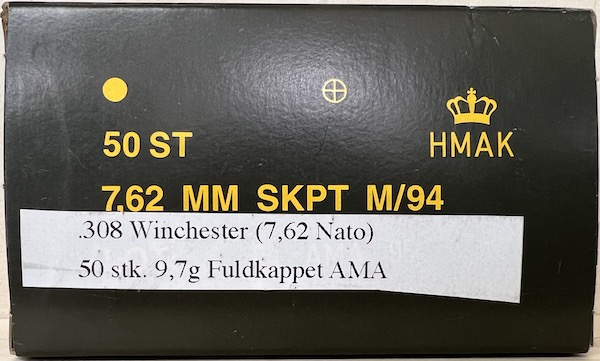 50 ST
HMAK
7,62 MM SKPT M/94
.308 Winchester (7,62 Nato)
50 stk. 9,7g Fuldkappet AMA